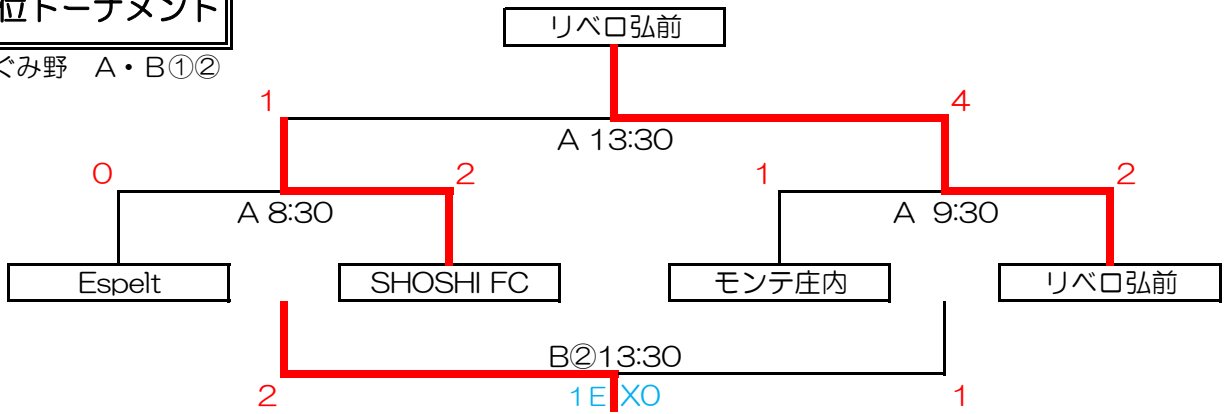 位トーナメント
リベロ弘前
ぐみ野　A・B①②
1
4
A 13:30
0
2
1
2
A 8:30
A 9:30
Espelt
SHOSHI FC
モンテ庄内
リベロ弘前
B②13:30
2
1E X0
1